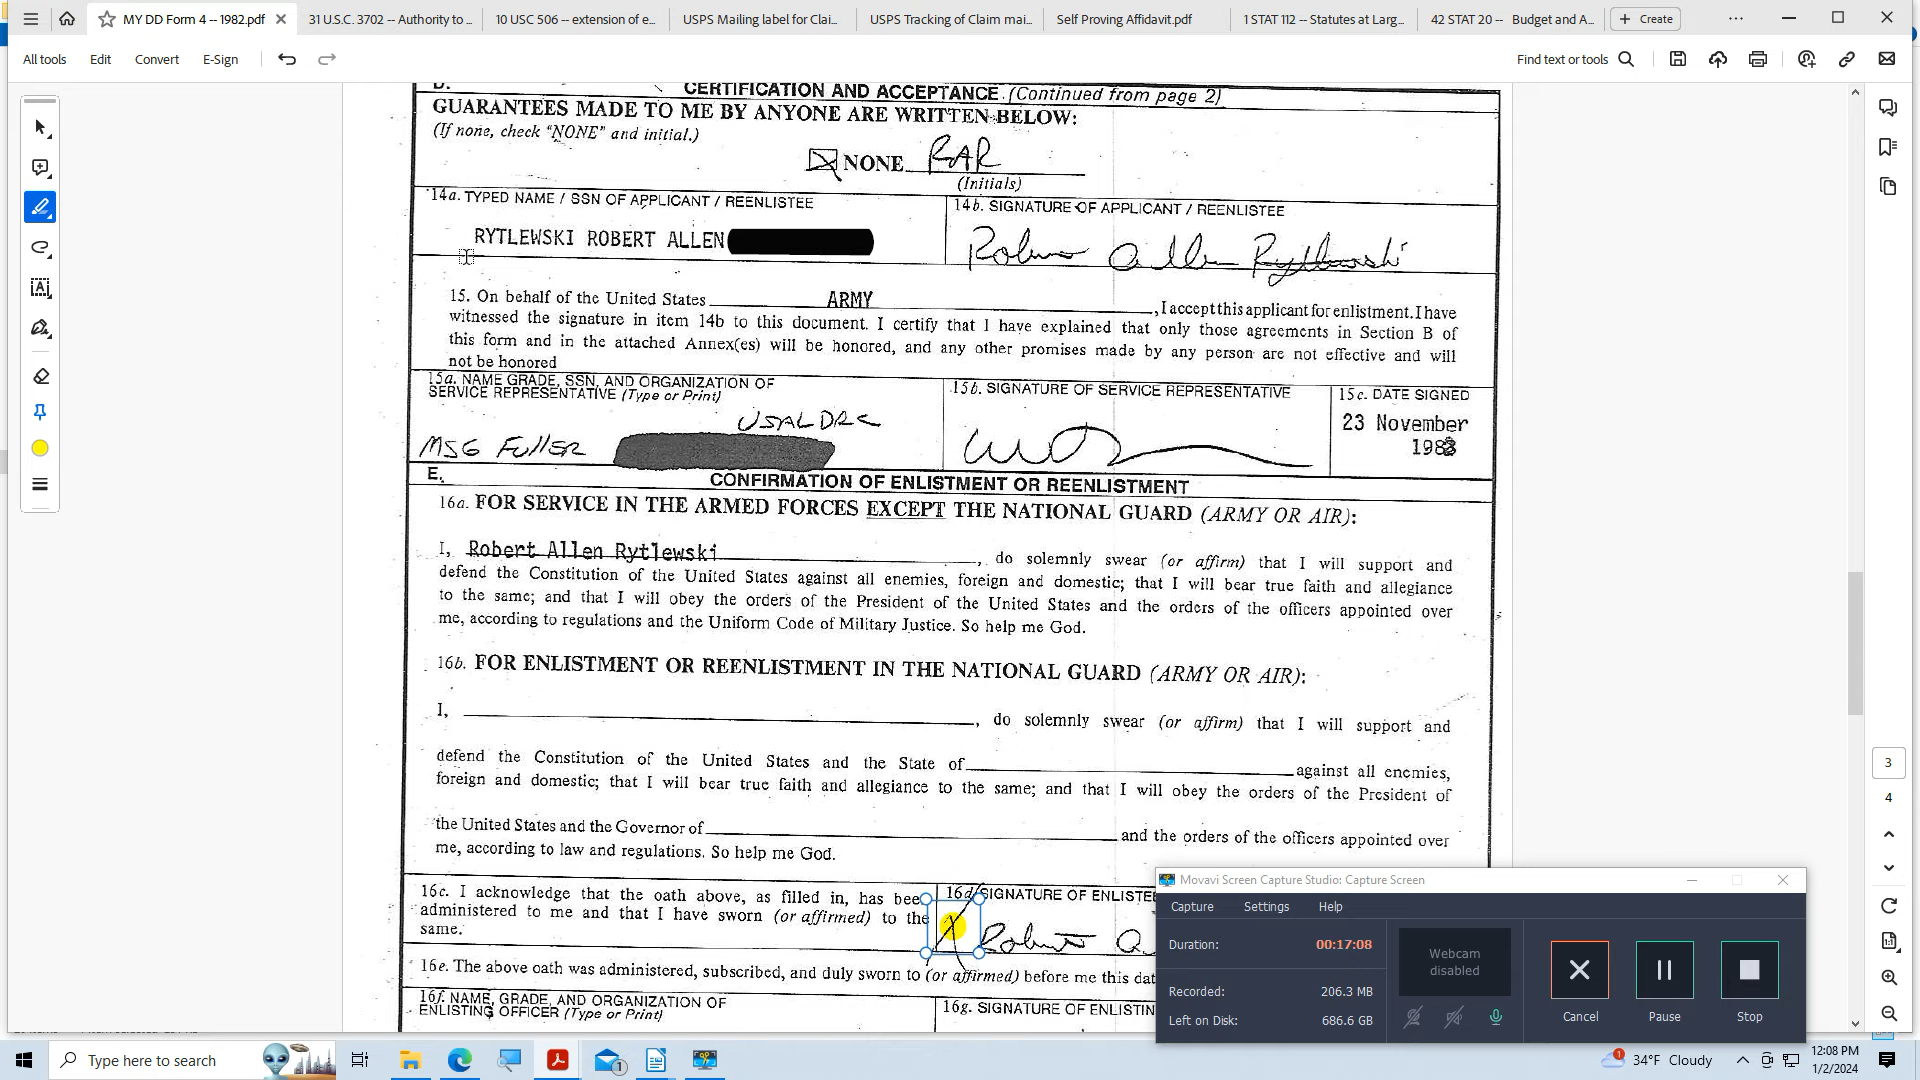 MY DD Form 4 -- 1982.pdf
31 U.S.C. 3702 -- Authority to ...
10 USC 506 -- extension of e...
USPS Mailing label for Clai...
USPS Tracking of Claim mai...
Self Proving Affidavit.pdf
1 STAT 112 -- Statutes at Larg...
42 STAT 20 -- Budget and A...
+ Create
All tools Edit Convert E-Sign
Find text or tools
CERTIFICATION AND ACCEPTANCE (Continued from page 2)
GUARANTEES MADE TO ME BY ANYONE ARE WRITTEN BELOW:
(If none, check "NONE" and initial.)
NONE RAR
(Initials)
14a. TYPED NAME / SSN OF APPLICANT / REENLISTEE
RYTLEWSKI ROBERT ALLEN
14b. SIGNATURE OF APPLICANT / REENLISTEE
Robert Allen Rytlewski
15. On behalf of the United States ARMY, I accept this applicant for enlistment. I have
witnessed the signature in item 14b to this document. I certify that I have explained that only those agreements in Section B of
this form and in the attached Annex(es) will be honored, and any other promises made by any person are not effective and will
not be honored
15a. NAME GRADE, SSN, AND ORGANIZATION OF
SERVICE REPRESENTATIVE (Type or Print)
MSG Fuller
15b. SIGNATURE OF SERVICE REPRESENTATIVE
15c. DATE SIGNED
23 November
E.
CONFIRMATION OF ENLISTMENT OR REENLISTMENT
16a. FOR SERVICE IN THE ARMED FORCES EXCEPT THE NATIONAL GUARD (ARMY OR AIR):
I, Robert Allen Rytlewski, do solemnly swear (or affirm) that I will support and
defend the Constitution of the United States against all enemies, foreign and domestic; that I will bear true faith and allegiance
to the same; and that I will obey the orders of the President of the United States and the orders of the officers appointed over
me, according to regulations and the Uniform Code of Military Justice. So help me God.
16b. FOR ENLISTMENT OR REENLISTMENT IN THE NATIONAL GUARD (ARMY OR AIR):
I, , do solemnly swear (or affirm) that I will support and
defend the Constitution of the United States and the State of against all enemies,
foreign and domestic; that I will bear true faith and allegiance to the same; and that I will obey the orders of the President of
the United States and the Governor of and the orders of the officers appointed over
me, according to law and regulations. So help me God.
16c. I acknowledge that the oath above, as filled in, has been
administered to me and that I have sworn (or affirmed) to the
same.
16d. SIGNATURE OF ENLISTE
Robert A
16e. The above oath was administered, subscribed, and duly sworn to (or affirmed) before me this dat
16f. NAME, GRADE, AND ORGANIZATION OF
ENLISTING OFFICER (Type or Print)
16g. SIGNATURE OF ENLISTIN
3
4
Movavi Screen Capture Studio: Capture Screen
Capture Settings Help
Duration: 00:17:08
Webcam
disabled
Recorded: 206.3 MB
Left on Disk: 686.6 GB
Cancel Pause Stop
Type here to search
1
1
34°F Cloudy
12:08 PM
1/2/2024